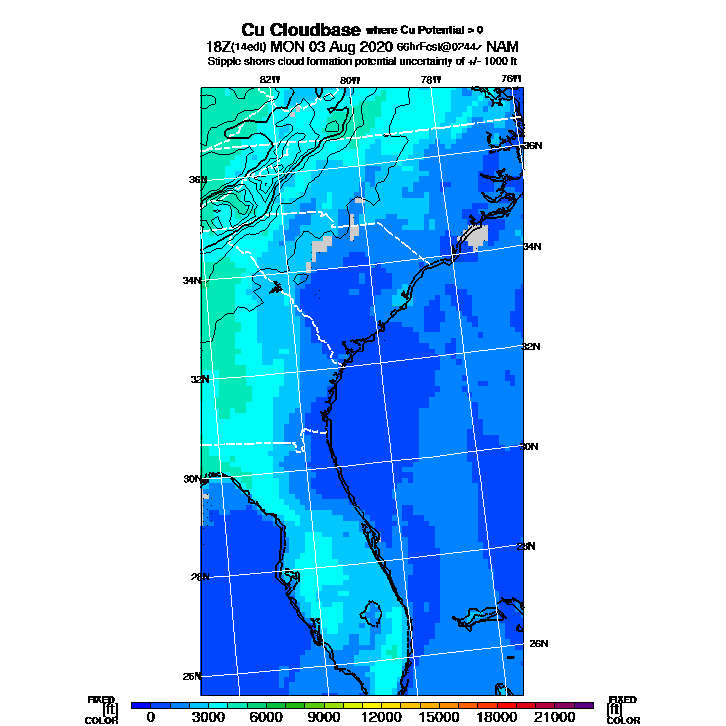 Cu Cloudbase where Cu Potential > 0
18Z(14edt) MON 03 Aug 2020 66hrFcst@0744z NAM
Stipple shows cloud formation potential uncertainty of +/- 1000 ft
82W 80W 78W 76W
36N 36N
34N 34N
32N 32N
30N 30N
28N 28N
26N 26N
FIXED FIXED
[ft] [ft]
COLOR COLOR
0 3000 6000 9000 12000 15000 18000 21000